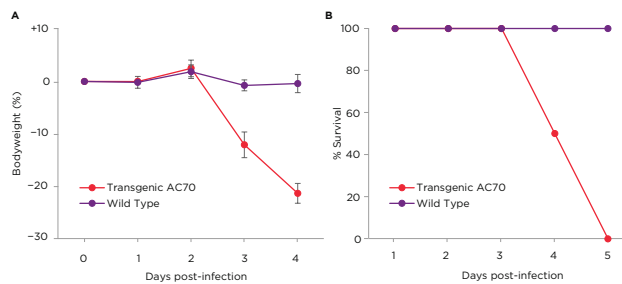 A
+10
0
−10
−20
−30
Bodyweight (%)
Transgenic AC70
Wild Type
0 1 2 3 4
Days post-infection
B
100
80
60
40
20
0
% Survival
Transgenic AC70
Wild Type
1 2 3 4 5
Days post-infection